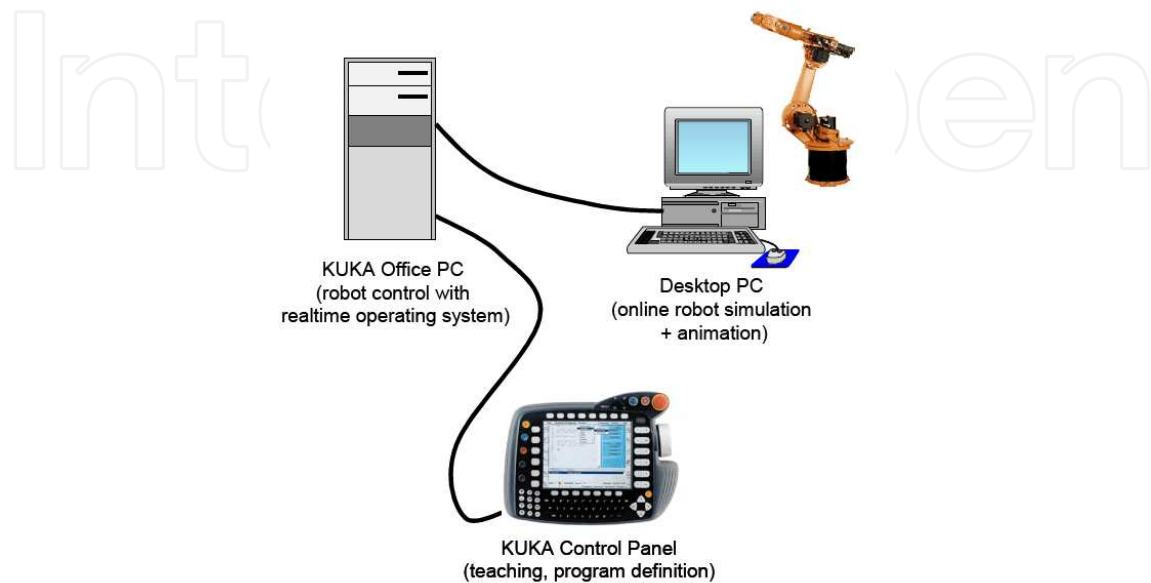 KUKA Office PC
(robot control with
realtime operating system)
Desktop PC
(online robot simulation
+ animation)
KUKA Control Panel
(teaching, program definition)